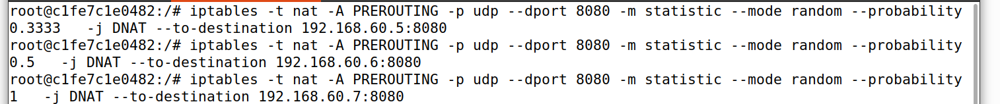 root@c1fe7c1e0482:/# iptables -t nat -A PREROUTING -p udp --dport 8080 -m statistic --mode random --probability
0.3333   -j DNAT --to-destination 192.168.60.5:8080
root@c1fe7c1e0482:/# iptables -t nat -A PREROUTING -p udp --dport 8080 -m statistic --mode random --probability
0.5   -j DNAT --to-destination 192.168.60.6:8080
root@c1fe7c1e0482:/# iptables -t nat -A PREROUTING -p udp --dport 8080 -m statistic --mode random --probability
1   -j DNAT --to-destination 192.168.60.7:8080